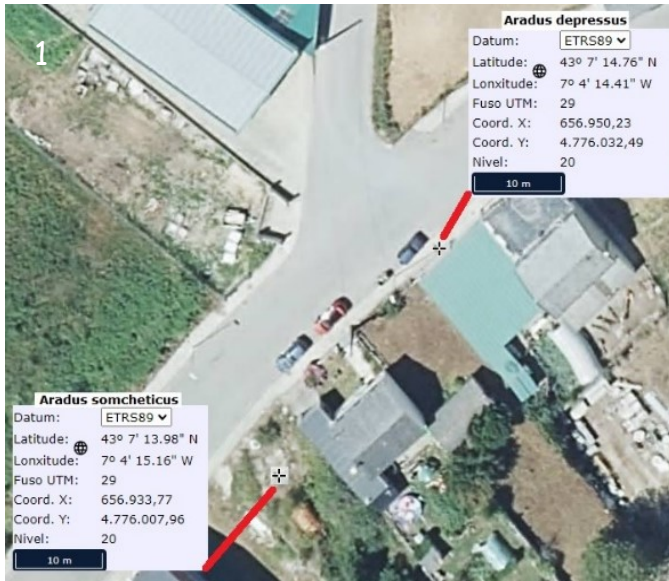 1
Aradus depressus
Datum: ETRS89
Latitude: 43º 7' 14.76" N
Lonxitude: 7º 4' 14.41" W
Fuso UTM: 29
Coord. X: 656.950,23
Coord. Y: 4.776.032,49
Nivel: 20
10 m
Aradus somcheticus
Datum: ETRS89
Latitude: 43º 7' 13.98" N
Lonxitude: 7º 4' 15.16" W
Fuso UTM: 29
Coord. X: 656.933,77
Coord. Y: 4.776.007,96
Nivel: 20
10 m